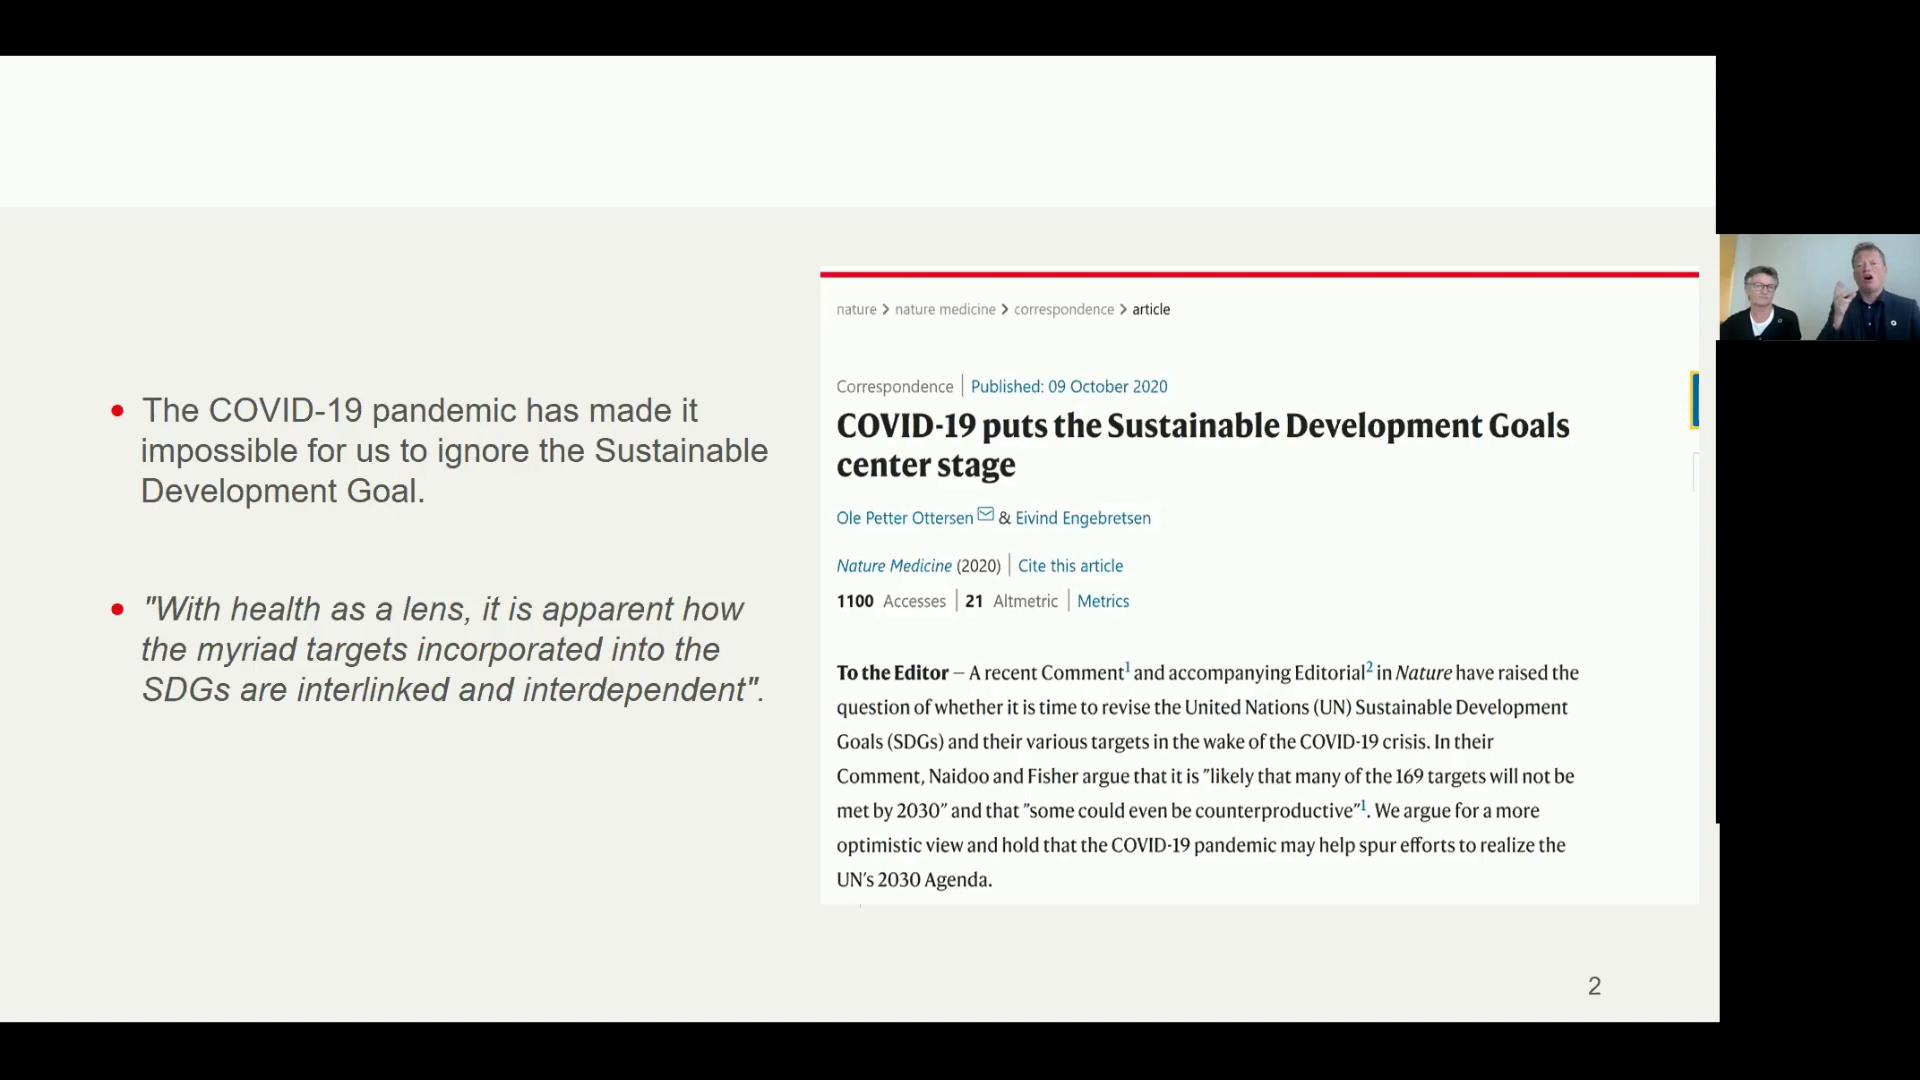 The COVID-19 pandemic has made it
impossible for us to ignore the Sustainable
Development Goal.
"With health as a lens, it is apparent how
the myriad targets incorporated into the
SDGs are interlinked and interdependent".
nature > nature medicine > correspondence > article
Correspondence | Published: 09 October 2020
COVID-19 puts the Sustainable Development Goals
center stage
Ole Petter Ottersen & Eivind Engebretsen
Nature Medicine (2020) | Cite this article
1100 Accesses | 21 Altmetric | Metrics
To the Editor – A recent Comment1 and accompanying Editorial2 in Nature have raised the
question of whether it is time to revise the United Nations (UN) Sustainable Development
Goals (SDGs) and their various targets in the wake of the COVID-19 crisis. In their
Comment, Naidoo and Fisher argue that it is "likely that many of the 169 targets will not be
met by 2030" and that "some could even be counterproductive"1. We argue for a more
optimistic view and hold that the COVID-19 pandemic may help spur efforts to realize the
UN's 2030 Agenda.
2